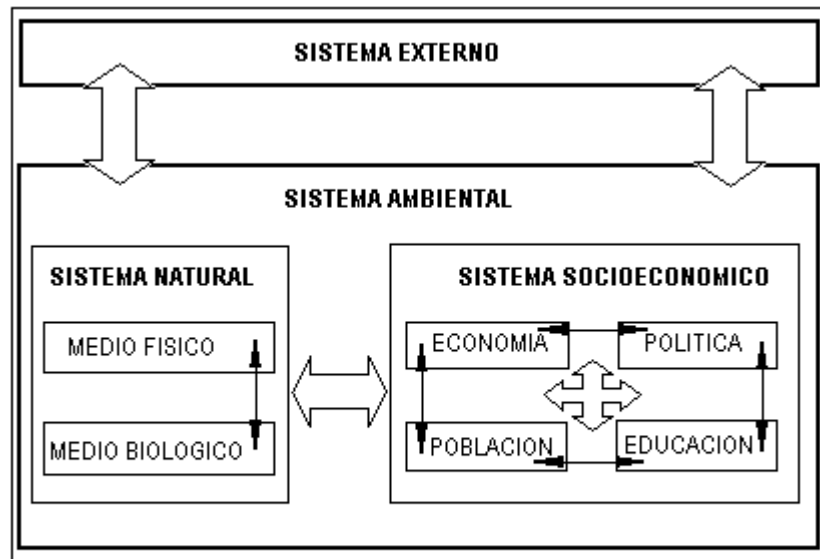 SISTEMA EXTERNO
SISTEMA AMBIENTAL
SISTEMA NATURAL
MEDIO FISICO
MEDIO BIOLOGICO
SISTEMA SOCIOECONOMICO
ECONOMIA
POLITICA
POBLACION
EDUCACION